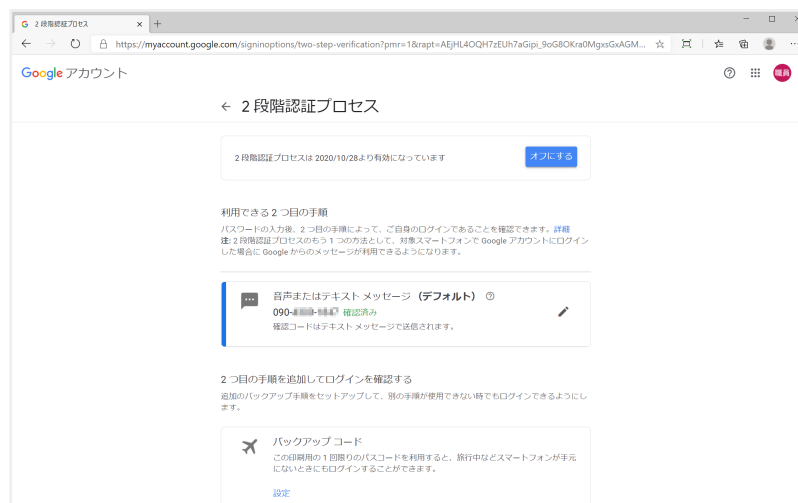 2 段階認証プロセス
https://myaccount.google.com/signinoptions/two-step-verification?pmr=1&rapt=AEjHL4OQH7zEUh7aGipi_9oG8OKra0MgxsGxAGM...
Google アカウント
職員
2 段階認証プロセス
2 段階認証プロセスは 2020/10/28より有効になっています
オフにする
利用できる 2 つ目の手順
パスワードの入力後、2 つ目の手順によって、ご自身のログインであることを確認できます。詳細
注: 2 段階認証プロセスのもう 1 つの方法として、対象スマートフォンで Google アカウントにログイン
した場合に Google からのメッセージが利用できるようになります。
音声またはテキスト メッセージ（デフォルト）
090- 確認済み
確認コードはテキスト メッセージで送信されます。
2 つ目の手順を追加してログインを確認する
追加のバックアップ手順をセットアップして、別の手順が使用できない時でもログインできるようにし
ます。
バックアップ コード
この印刷用の 1 回限りのパスコードを利用すると、旅行中などスマートフォンが手元
にないときにもログインすることができます。
設定